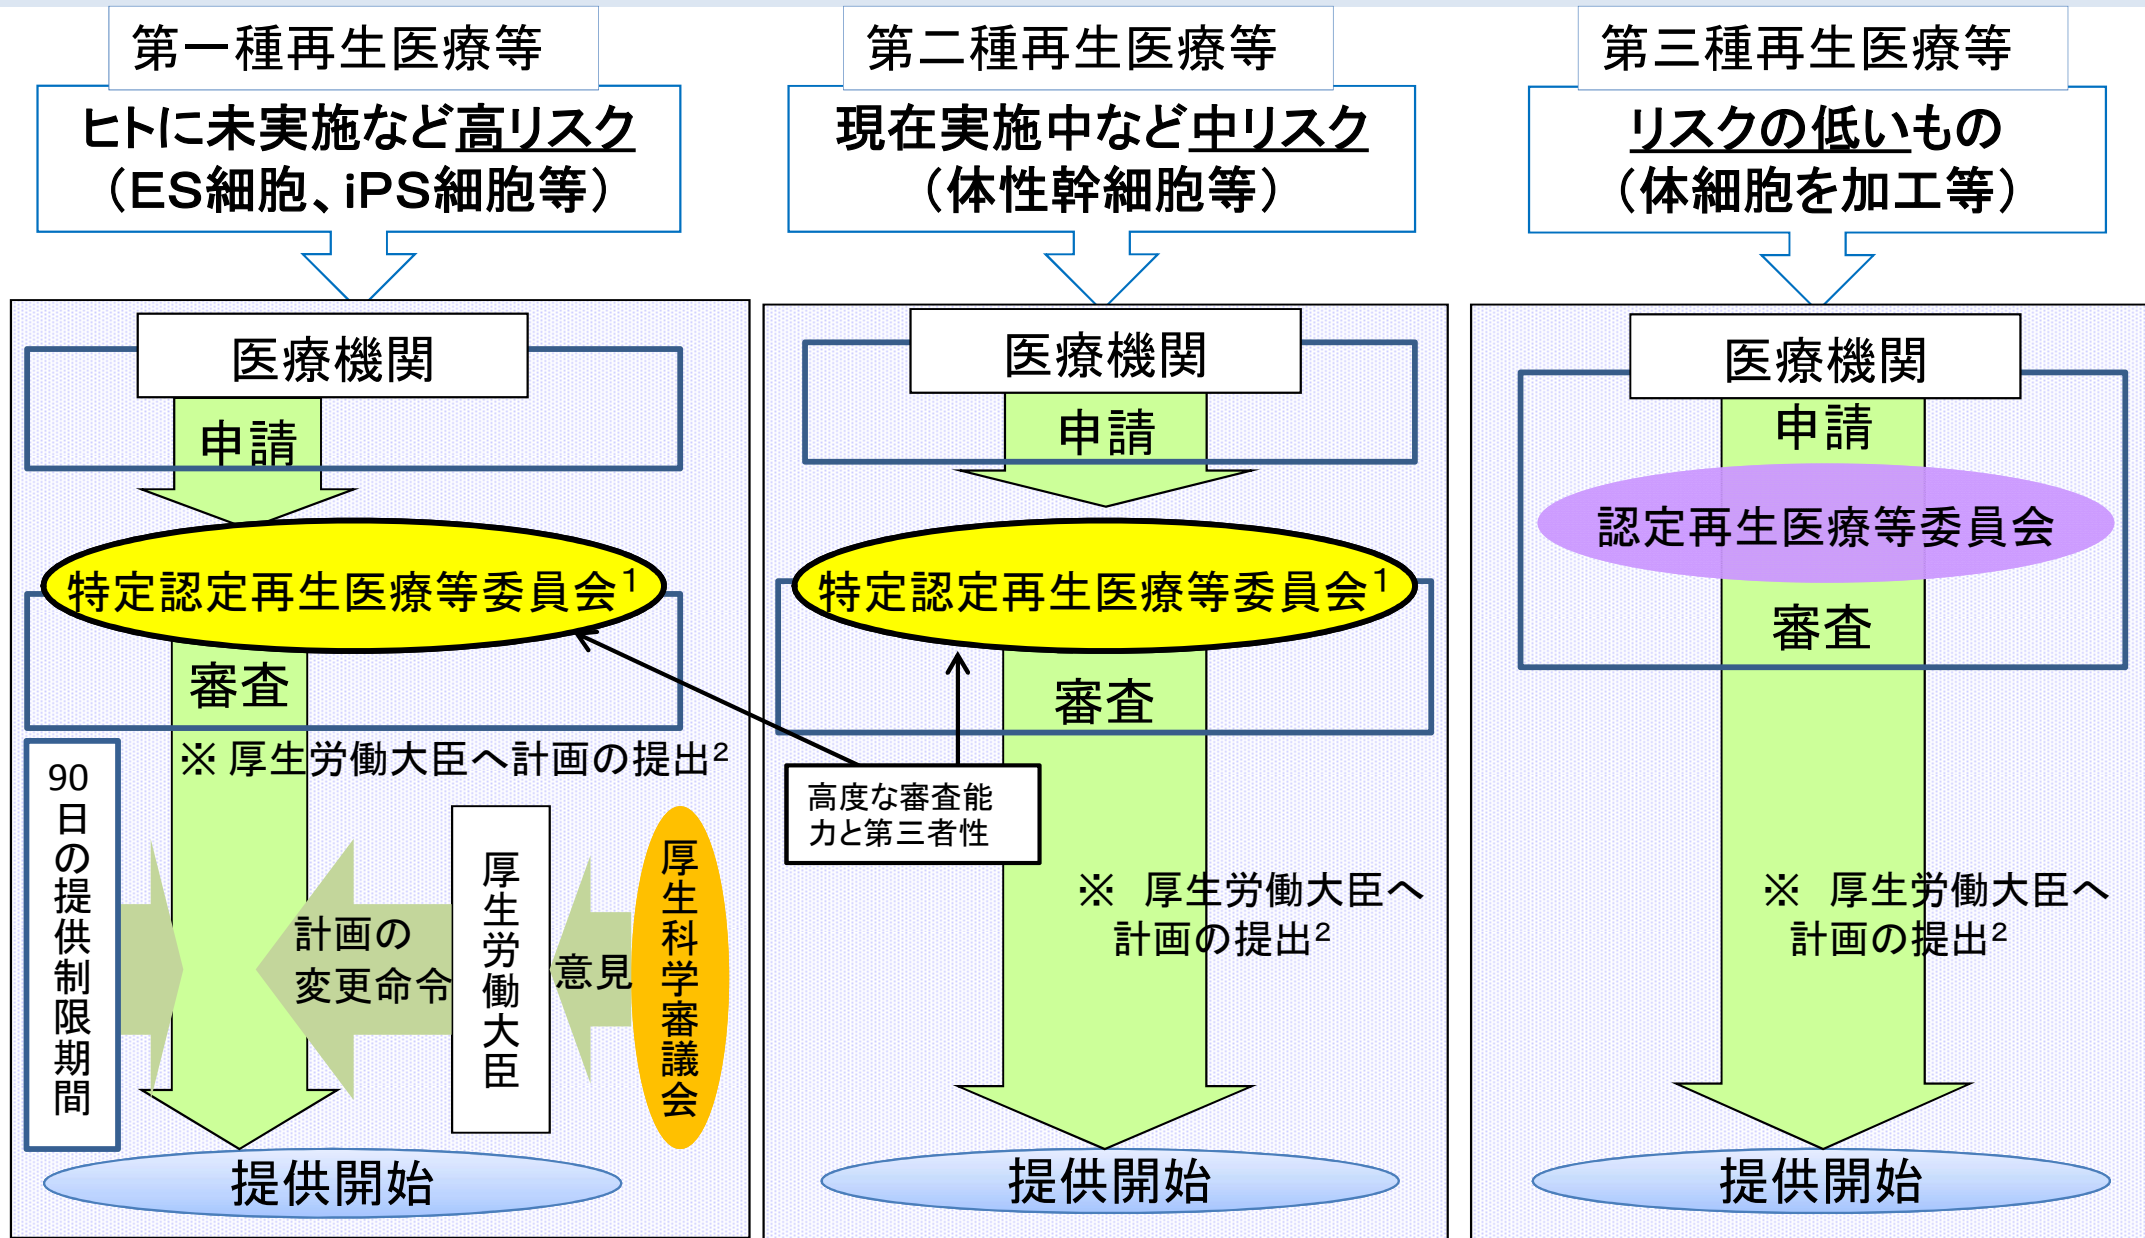 第一種再生医療等
ヒトに未実施など高リスク
（ES細胞、iPS細胞等）
医療機関
申請
特定認定再生医療等委員会1
審査
※ 厚生労働大臣へ計画の提出2
90日の提供制限期間
計画の
変更命令
厚生労働大臣
意見
厚生科学審議会
提供開始
第二種再生医療等
現在実施中など中リスク
（体性幹細胞等）
医療機関
申請
特定認定再生医療等委員会1
審査
高度な審査能
力と第三者性
※ 厚生労働大臣へ
計画の提出2
提供開始
第三種再生医療等
リスクの低いもの
（体細胞を加工等）
医療機関
申請
認定再生医療等委員会
審査
※ 厚生労働大臣へ
計画の提出2
提供開始